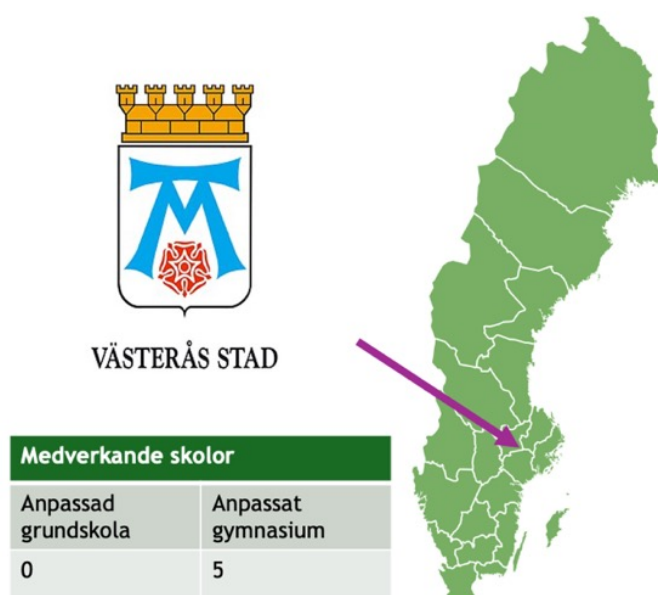 VÄSTERÅS STAD
Medverkande skolor
Anpassad
grundskola
Anpassat
gymnasium
0
5